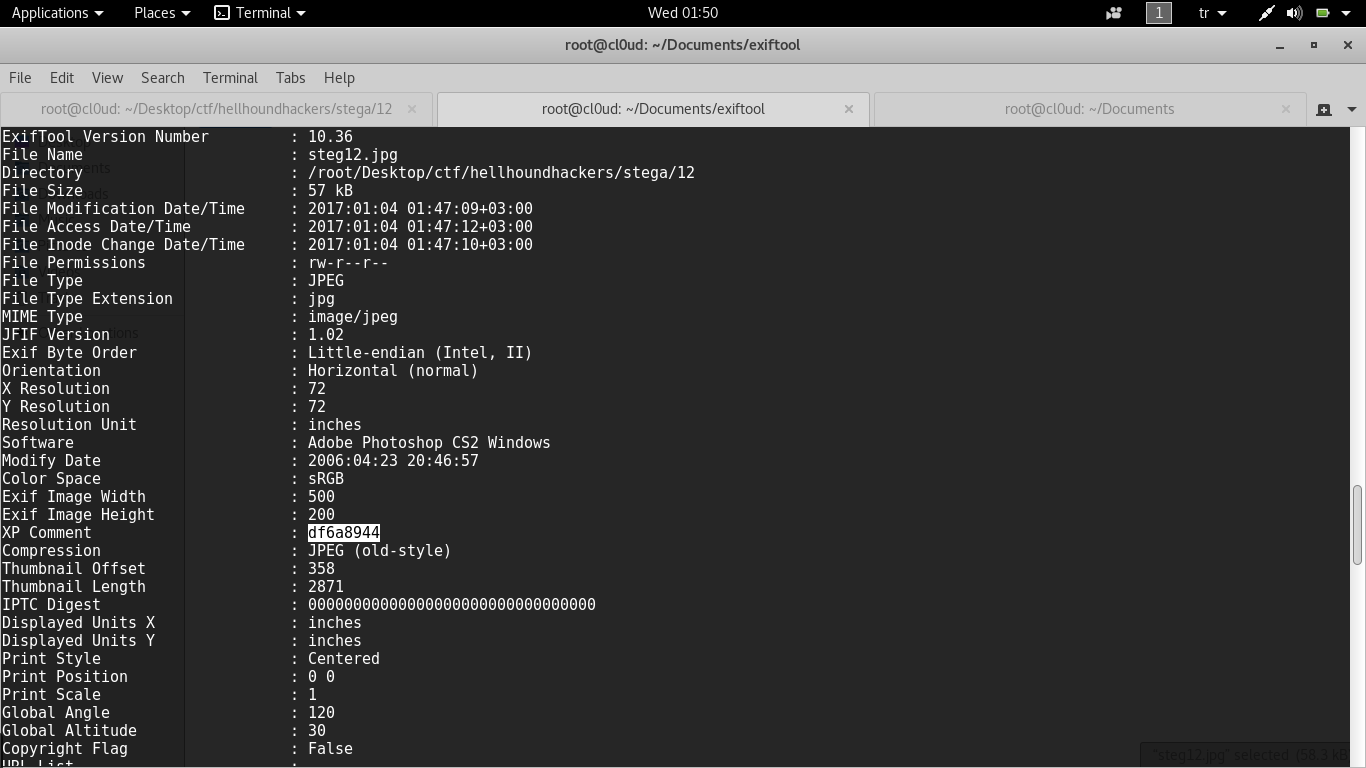 Applications Places Terminal Wed 01:50 1 tr
root@cl0ud: ~/Documents/exiftool
File Edit View Search Terminal Tabs Help
root@cl0ud: ~/Desktop/ctf/hellhoundhackers/stega/12 root@cl0ud: ~/Documents/exiftool root@cl0ud: ~/Documents
ExifTool Version Number : 10.36
File Name : steg12.jpg
Directory : /root/Desktop/ctf/hellhoundhackers/stega/12
File Size : 57 kB
File Modification Date/Time : 2017:01:04 01:47:09+03:00
File Access Date/Time : 2017:01:04 01:47:12+03:00
File Inode Change Date/Time : 2017:01:04 01:47:10+03:00
File Permissions : rw-r--r--
File Type : JPEG
File Type Extension : jpg
MIME Type : image/jpeg
JFIF Version : 1.02
Exif Byte Order : Little-endian (Intel, II)
Orientation : Horizontal (normal)
X Resolution : 72
Y Resolution : 72
Resolution Unit : inches
Software : Adobe Photoshop CS2 Windows
Modify Date : 2006:04:23 20:46:57
Color Space : sRGB
Exif Image Width : 500
Exif Image Height : 200
XP Comment : df6a8944
Compression : JPEG (old-style)
Thumbnail Offset : 358
Thumbnail Length : 2871
IPTC Digest : 00000000000000000000000000000000
Displayed Units X : inches
Displayed Units Y : inches
Print Style : Centered
Print Position : 0 0
Print Scale : 1
Global Angle : 120
Global Altitude : 30
Copyright Flag : False
URL List :
"steg12.jpg" selected (58.3 kB